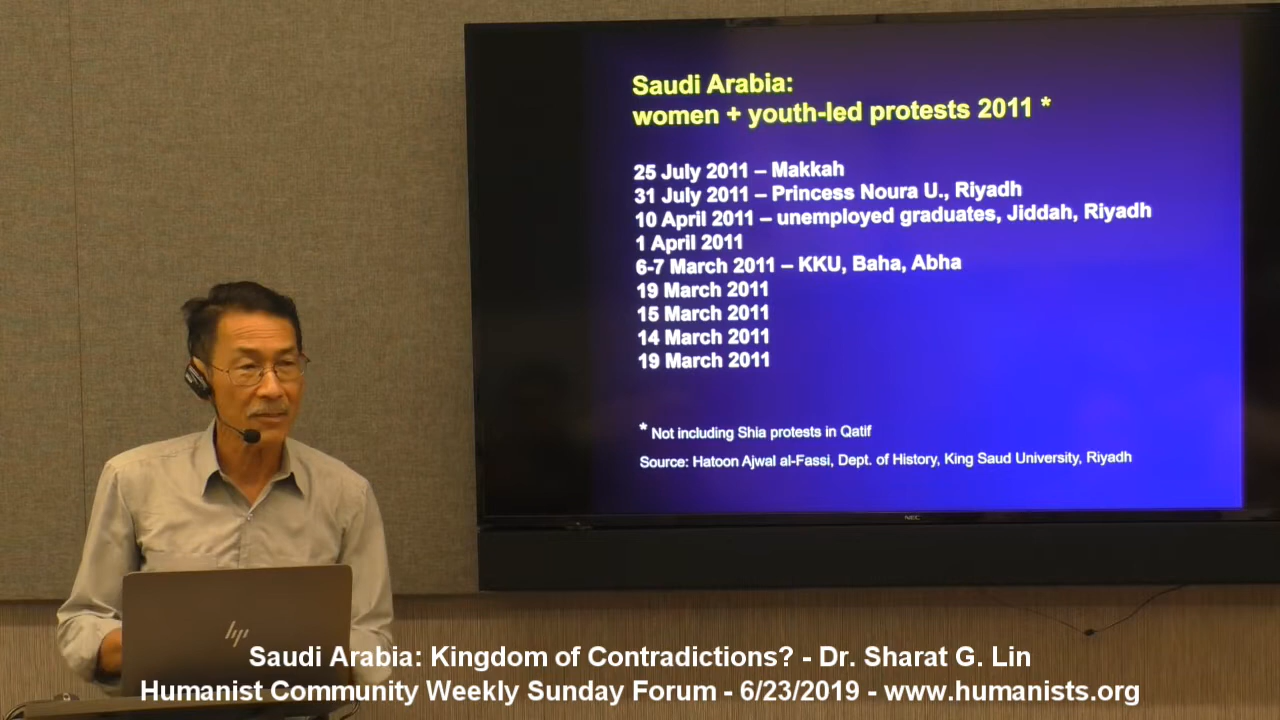 Saudi Arabia:
women + youth-led protests 2011 *
25 July 2011 – Makkah
31 July 2011 – Princess Noura U., Riyadh
10 April 2011 – unemployed graduates, Jiddah, Riyadh
1 April 2011
6-7 March 2011 – KKU, Baha, Abha
19 March 2011
15 March 2011
14 March 2011
19 March 2011
* Not including Shia protests in Qatif
Source: Hatoon Ajwal al-Fassi, Dept. of History, King Saud University, Riyadh
NEC
hp
Saudi Arabia: Kingdom of Contradictions? - Dr. Sharat G. Lin
Humanist Community Weekly Sunday Forum - 6/23/2019 - www.humanists.org